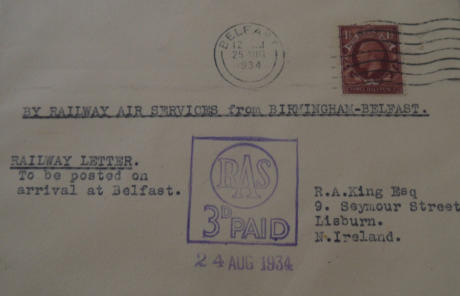 BELFAST
25 AUG
1934
BY RAILWAY AIR SERVICES from BIRMINGHAM-BELFAST.
RAILWAY LETTER.
To be posted on
arrival at Belfast.
RAS
3D PAID
24 AUG 1934
R.A.King Esq
9. Seymour Street
Lisburn.
N.Ireland.